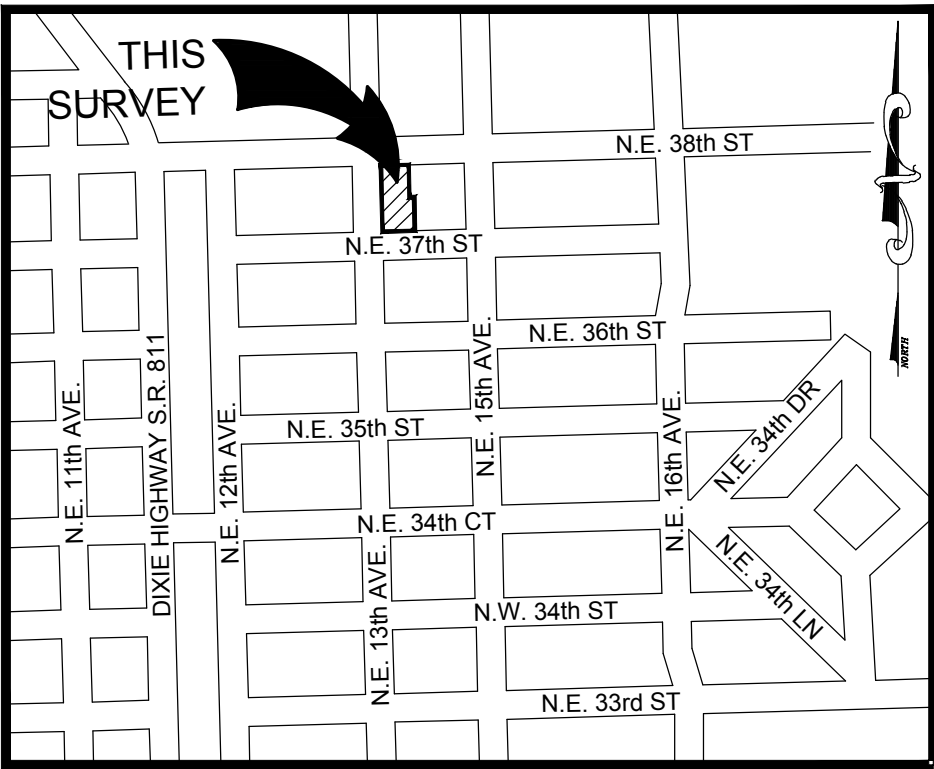 THIS
SURVEY
N.E. 38th ST
N.E. 37th ST
N.E. 36th ST
NORTH
N.E. 15th AVE.
DIXIE HIGHWAY S.R. 811
N.E. 11th AVE.
N.E. 12th AVE.
N.E. 16th AVE.
N.E. 34th DR
N.E. 35th ST
N.E. 34th CT
N.E. 13th AVE.
N.E. 34th LN
N.W. 34th ST
N.E. 33rd ST